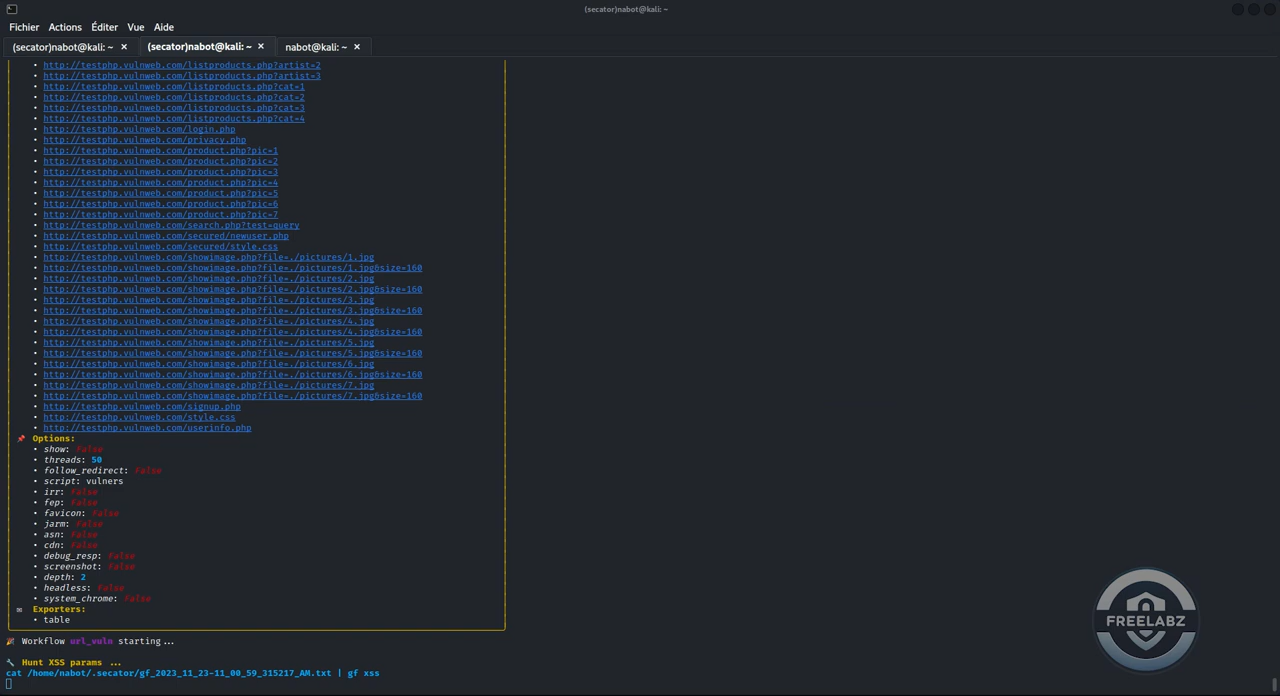 (secator)nabot@kali: ~
Fichier Actions Éditer Vue Aide
(secator)nabot@kali: ~ × (secator)nabot@kali: ~ × nabot@kali: ~ ×
• http://testphp.vulnweb.com/listproducts.php?artist=2
• http://testphp.vulnweb.com/listproducts.php?artist=3
• http://testphp.vulnweb.com/listproducts.php?cat=1
• http://testphp.vulnweb.com/listproducts.php?cat=2
• http://testphp.vulnweb.com/listproducts.php?cat=3
• http://testphp.vulnweb.com/listproducts.php?cat=4
• http://testphp.vulnweb.com/login.php
• http://testphp.vulnweb.com/privacy.php
• http://testphp.vulnweb.com/product.php?pic=1
• http://testphp.vulnweb.com/product.php?pic=2
• http://testphp.vulnweb.com/product.php?pic=3
• http://testphp.vulnweb.com/product.php?pic=4
• http://testphp.vulnweb.com/product.php?pic=5
• http://testphp.vulnweb.com/product.php?pic=6
• http://testphp.vulnweb.com/product.php?pic=7
• http://testphp.vulnweb.com/search.php?test=query
• http://testphp.vulnweb.com/secured/newuser.php
• http://testphp.vulnweb.com/secured/style.css
• http://testphp.vulnweb.com/showimage.php?file=./pictures/1.jpg
• http://testphp.vulnweb.com/showimage.php?file=./pictures/1.jpg&size=160
• http://testphp.vulnweb.com/showimage.php?file=./pictures/2.jpg
• http://testphp.vulnweb.com/showimage.php?file=./pictures/2.jpg&size=160
• http://testphp.vulnweb.com/showimage.php?file=./pictures/3.jpg
• http://testphp.vulnweb.com/showimage.php?file=./pictures/3.jpg&size=160
• http://testphp.vulnweb.com/showimage.php?file=./pictures/4.jpg
• http://testphp.vulnweb.com/showimage.php?file=./pictures/4.jpg&size=160
• http://testphp.vulnweb.com/showimage.php?file=./pictures/5.jpg
• http://testphp.vulnweb.com/showimage.php?file=./pictures/5.jpg&size=160
• http://testphp.vulnweb.com/showimage.php?file=./pictures/6.jpg
• http://testphp.vulnweb.com/showimage.php?file=./pictures/6.jpg&size=160
• http://testphp.vulnweb.com/showimage.php?file=./pictures/7.jpg
• http://testphp.vulnweb.com/showimage.php?file=./pictures/7.jpg&size=160
• http://testphp.vulnweb.com/signup.php
• http://testphp.vulnweb.com/style.css
• http://testphp.vulnweb.com/userinfo.php
📌 Options:
• show: False
• threads: 50
• follow_redirect: False
• script: vulners
• irr: False
• fep: False
• favicon: False
• jarm: False
• asn: False
• cdn: False
• debug_resp: False
• screenshot: False
• depth: 2
• headless: False
• system_chrome: False
✉ Exporters:
• table
🎉 Workflow url_vuln starting...
🔧 Hunt XSS params ...
cat /home/nabot/.secator/gf_2023_11_23-11_00_59_315217_AM.txt | gf xss
FREELABZ